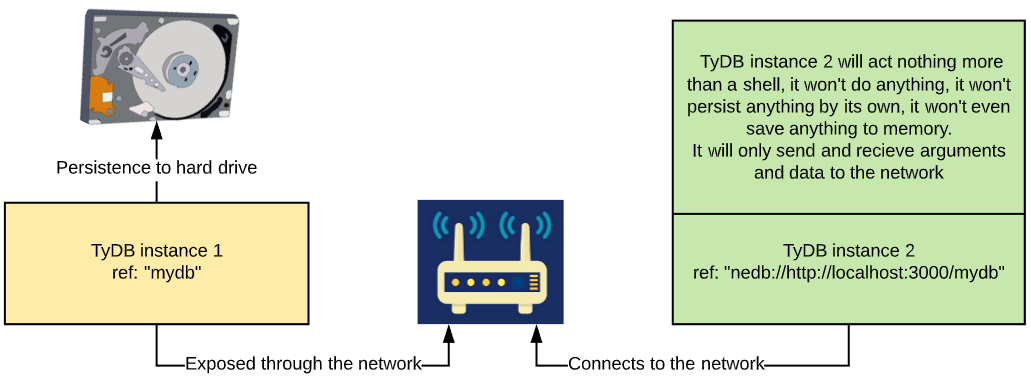 Persistence to hard drive
TyDB instance 1
ref: "mydb"
Exposed through the network
TyDB instance 2 will act nothing more
than a shell, it won't do anything, it won't
persist anything by its own, it won't even
save anything to memory.
It will only send and recieve arguments
and data to the network
TyDB instance 2
ref: "nedb://http://localhost:3000/mydb"
Connects to the network